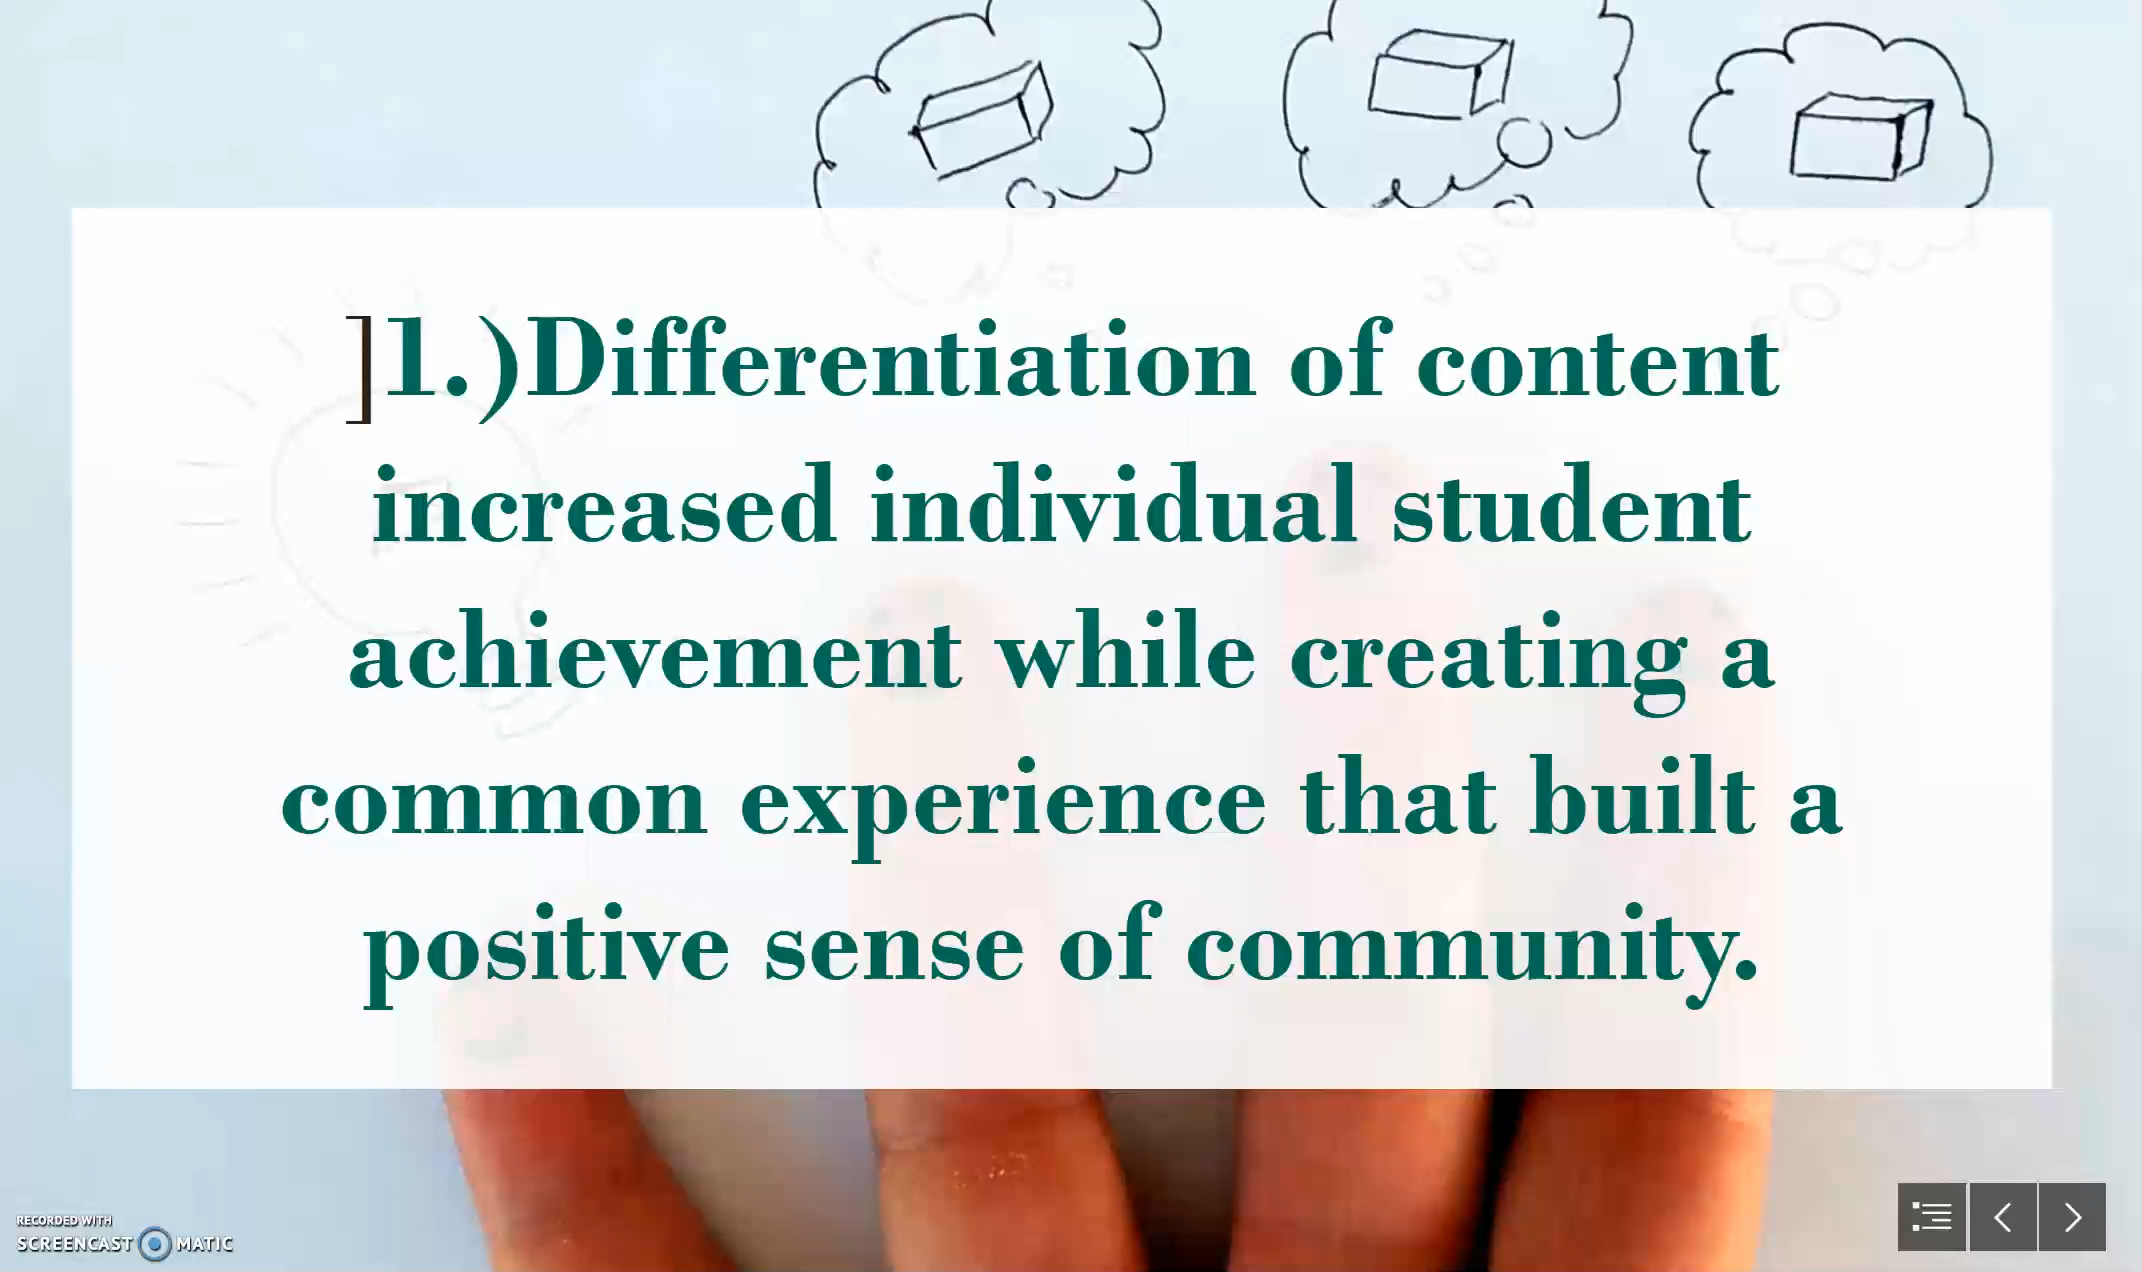 ]1.)Differentiation of content
increased individual student
achievement while creating a
common experience that built a
positive sense of community.
RECORDED WITH
SCREENCAST MATIC